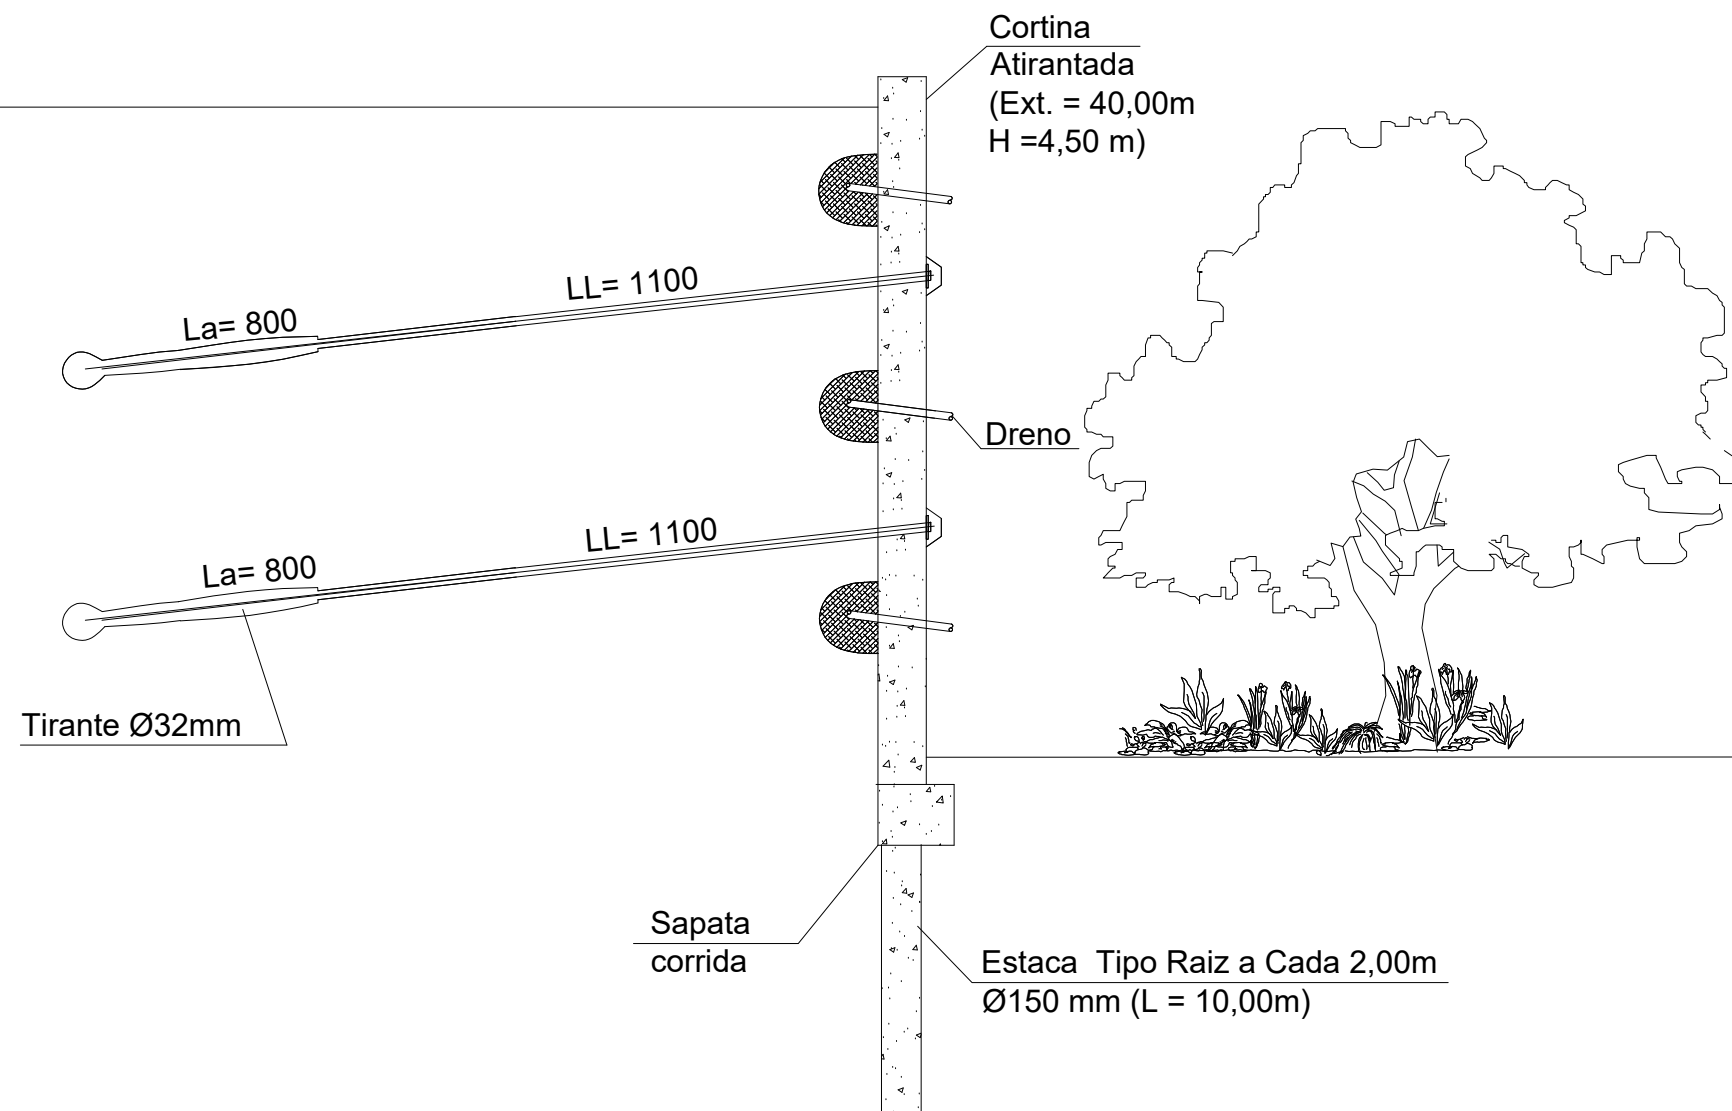 Cortina
Atirantada
(Ext. = 40,00m
H =4,50 m)
LL= 1100
La= 800
Dreno
LL= 1100
La= 800
Tirante Ø32mm
Sapata
corrida
Estaca  Tipo Raiz a Cada 2,00m
Ø150 mm (L = 10,00m)